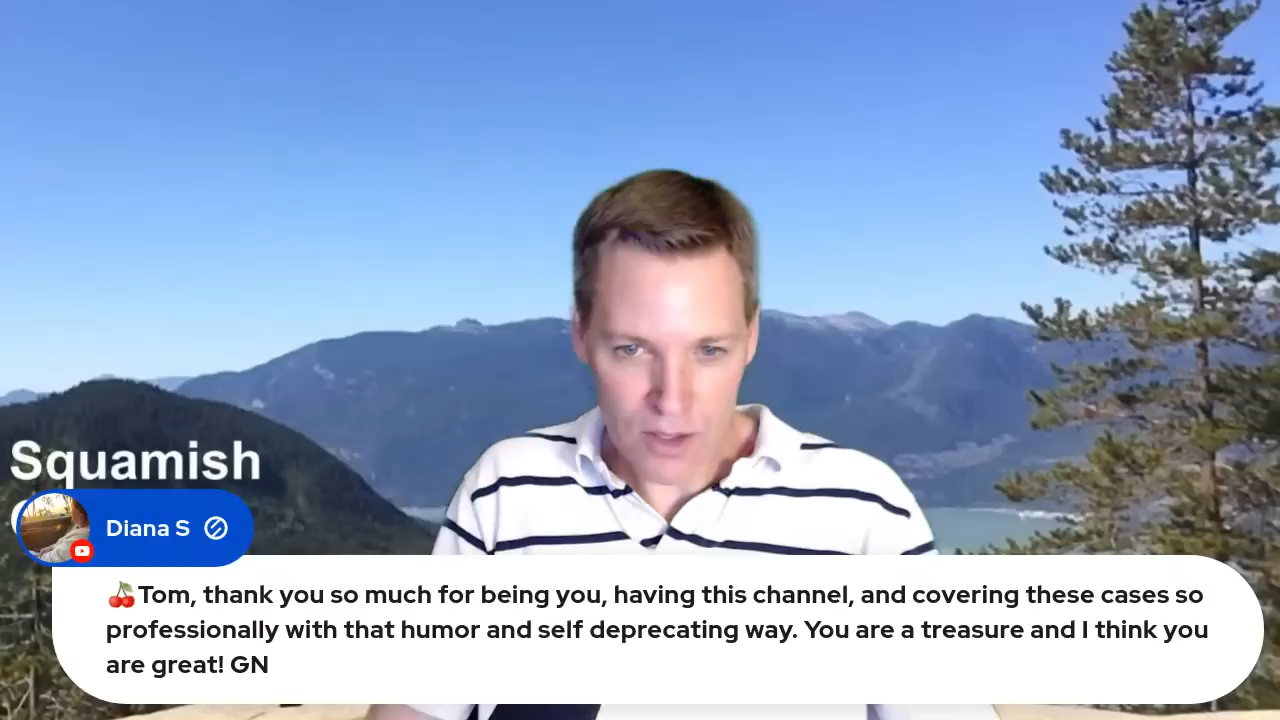 Squamish
Diana S
🍒Tom, thank you so much for being you, having this channel, and covering these cases so
professionally with that humor and self deprecating way. You are a treasure and I think you
are great! GN